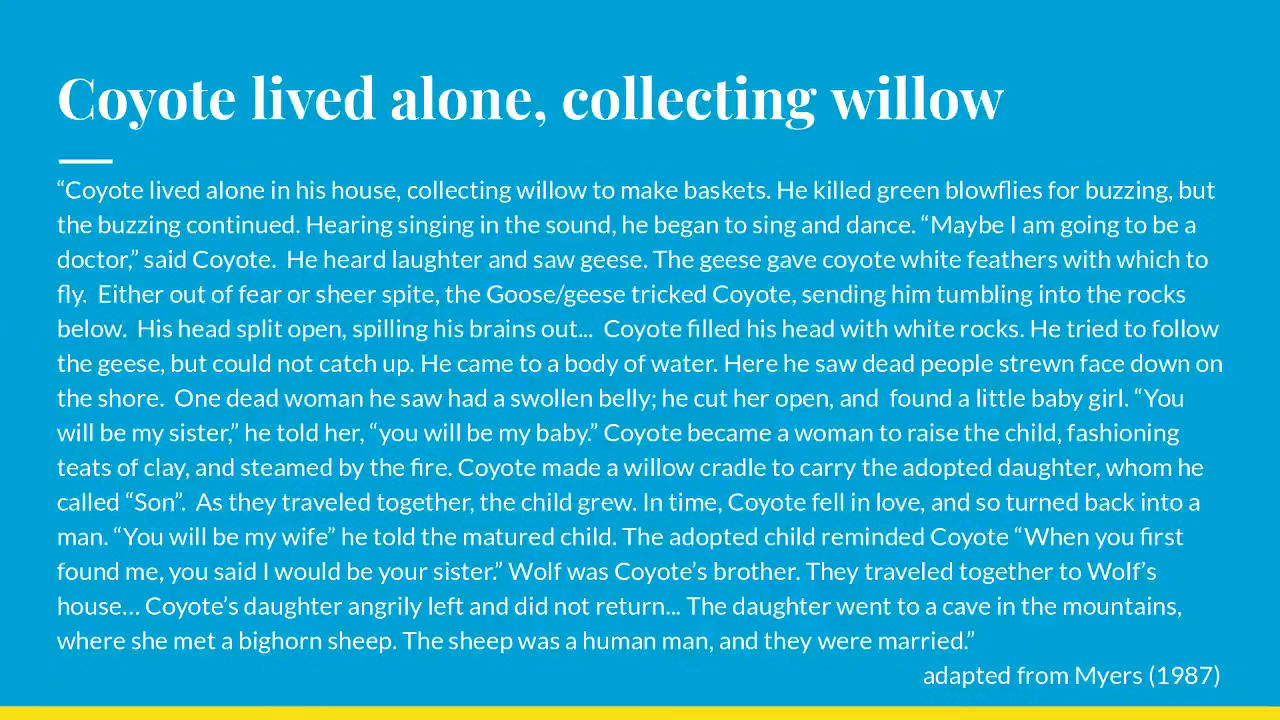 Coyote lived alone, collecting willow
“Coyote lived alone in his house, collecting willow to make baskets. He killed green blowflies for buzzing, but
the buzzing continued. Hearing singing in the sound, he began to sing and dance. “Maybe I am going to be a
doctor,” said Coyote.  He heard laughter and saw geese. The geese gave coyote white feathers with which to
fly.  Either out of fear or sheer spite, the Goose/geese tricked Coyote, sending him tumbling into the rocks
below.  His head split open, spilling his brains out...  Coyote filled his head with white rocks. He tried to follow
the geese, but could not catch up. He came to a body of water. Here he saw dead people strewn face down on
the shore.  One dead woman he saw had a swollen belly; he cut her open, and  found a little baby girl. “You
will be my sister,” he told her, “you will be my baby.” Coyote became a woman to raise the child, fashioning
teats of clay, and steamed by the fire. Coyote made a willow cradle to carry the adopted daughter, whom he
called “Son”.  As they traveled together, the child grew. In time, Coyote fell in love, and so turned back into a
man. “You will be my wife” he told the matured child. The adopted child reminded Coyote “When you first
found me, you said I would be your sister.” Wolf was Coyote’s brother. They traveled together to Wolf’s
house… Coyote’s daughter angrily left and did not return... The daughter went to a cave in the mountains,
where she met a bighorn sheep. The sheep was a human man, and they were married.”
adapted from Myers (1987)